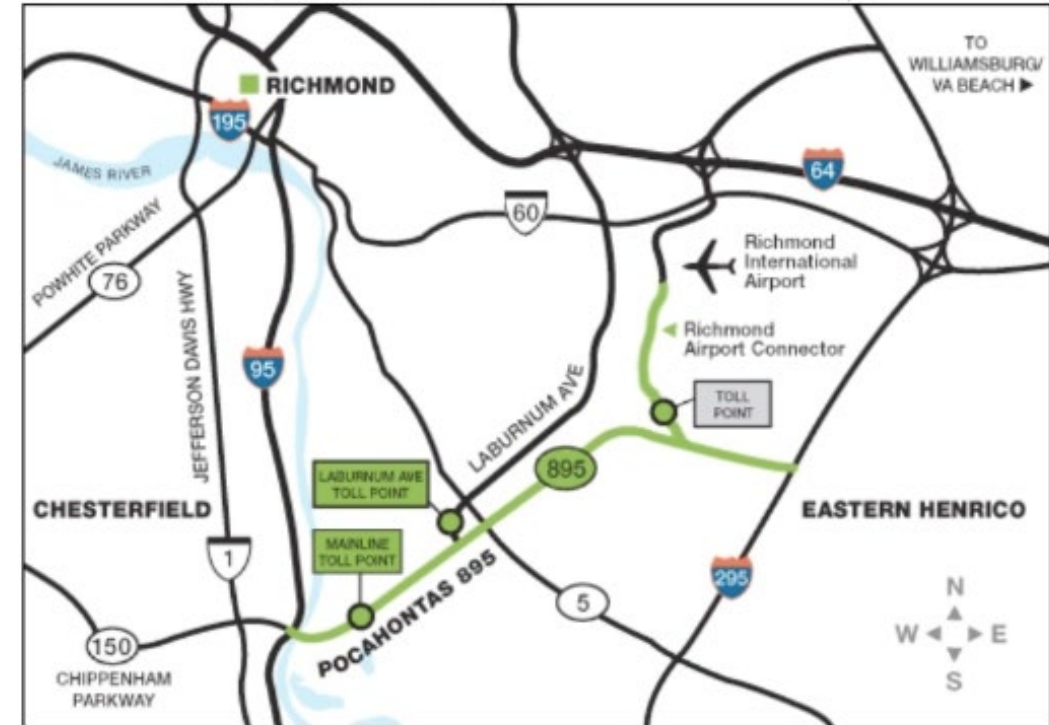 TO
WILLIAMSBURG/
VA BEACH ►
RICHMOND
195
JAMES RIVER
64
60
POWHITE PARKWAY
76
Richmond
International
Airport
JEFFERSON DAVIS HWY
Richmond
Airport Connector
95
LABURNUM AVE
TOLL
POINT
895
LABURNUM AVE
TOLL POINT
CHESTERFIELD
EASTERN HENRICO
MAINLINE
TOLL POINT
1
POCAHONTAS 895
295
5
150
CHIPPENHAM
PARKWAY
N
W
E
S